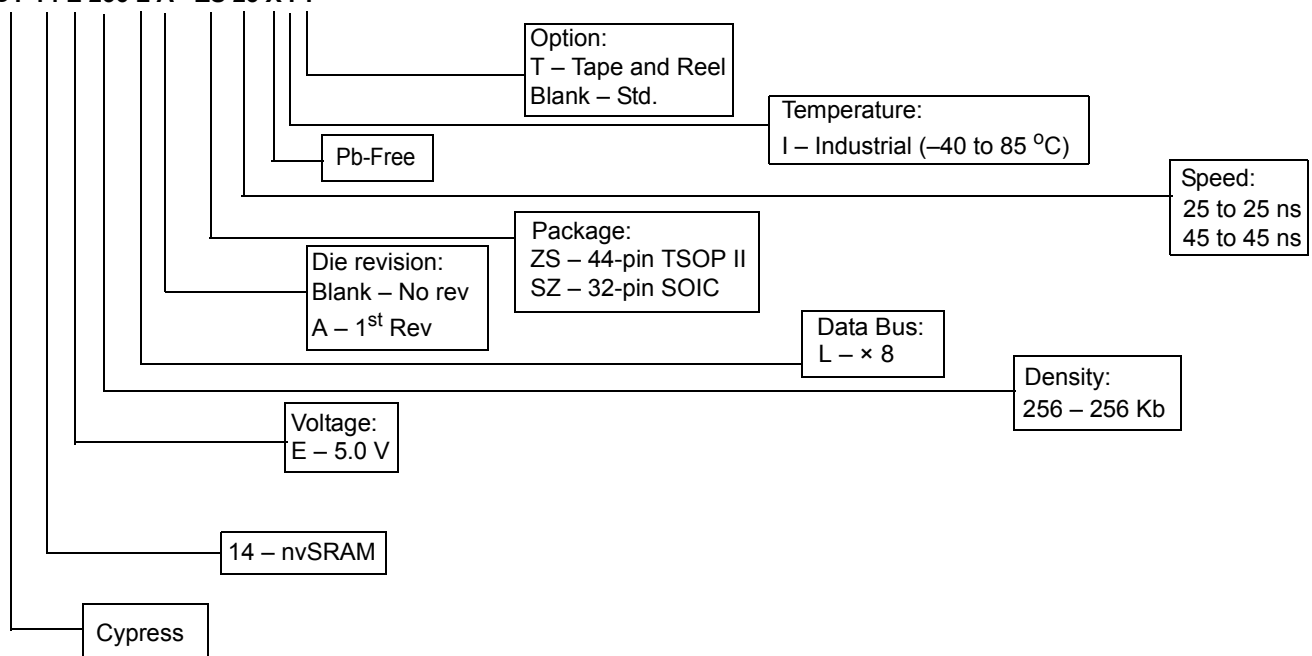 Option:
T – Tape and Reel
Blank – Std.
Temperature:
I – Industrial (–40 to 85 °C)
Pb-Free
Speed:
25 to 25 ns
45 to 45 ns
Package:
ZS – 44-pin TSOP II
SZ – 32-pin SOIC
Die revision:
Blank – No rev
A – 1st Rev
Data Bus:
L – × 8
Density:
256 – 256 Kb
Voltage:
E – 5.0 V
14 – nvSRAM
Cypress